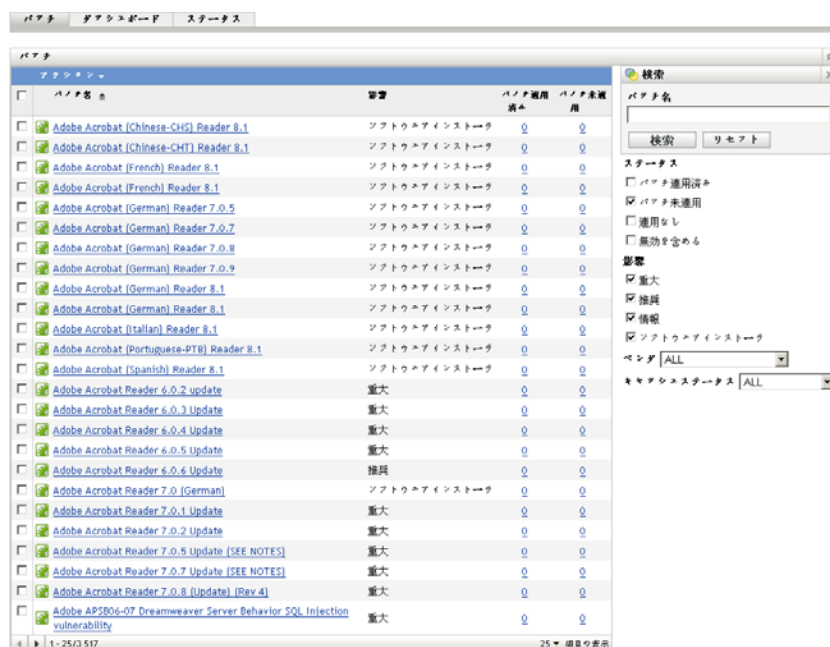 パッチ ダッシュボード ステータス
パッチ
アクション
検索
パッチ名 影響 パッチ適用済み パッチ未適用
Adobe Acrobat (Chinese-CHS) Reader 8.1 ソフトウェアインストーラ 0 0
Adobe Acrobat (Chinese-CHT) Reader 8.1 ソフトウェアインストーラ 0 0
Adobe Acrobat (French) Reader 8.1 ソフトウェアインストーラ 0 0
Adobe Acrobat (French) Reader 8.1 ソフトウェアインストーラ 0 0
Adobe Acrobat (German) Reader 7.0.5 ソフトウェアインストーラ 0 0
Adobe Acrobat (German) Reader 7.0.7 ソフトウェアインストーラ 0 0
Adobe Acrobat (German) Reader 7.0.8 ソフトウェアインストーラ 0 0
Adobe Acrobat (German) Reader 7.0.9 ソフトウェアインストーラ 0 0
Adobe Acrobat (German) Reader 8.1 ソフトウェアインストーラ 0 0
Adobe Acrobat (German) Reader 8.1 ソフトウェアインストーラ 0 0
Adobe Acrobat (Italian) Reader 8.1 ソフトウェアインストーラ 0 0
Adobe Acrobat (Portuguese-PTB) Reader 8.1 ソフトウェアインストーラ 0 0
Adobe Acrobat (Spanish) Reader 8.1 ソフトウェアインストーラ 0 0
Adobe Acrobat Reader 6.0.2 update 重大 0 0
Adobe Acrobat Reader 6.0.3 Update 重大 0 0
Adobe Acrobat Reader 6.0.4 Update 重大 0 0
Adobe Acrobat Reader 6.0.5 Update 重大 0 0
Adobe Acrobat Reader 6.0.6 Update 推奨 0 0
Adobe Acrobat Reader 7.0 (German) ソフトウェアインストーラ 0 0
Adobe Acrobat Reader 7.0.1 Update 重大 0 0
Adobe Acrobat Reader 7.0.2 Update 重大 0 0
Adobe Acrobat Reader 7.0.5 Update (SEE NOTES) 重大 0 0
Adobe Acrobat Reader 7.0.7 Update (SEE NOTES) 重大 0 0
Adobe Acrobat Reader 7.0.8 (Update) (Rev 4) 重大 0 0
Adobe APSB06-07 Dreamweaver Server Behavior SQL Injection vulnerability 重大 0 0
1 - 25/3 517 25 項目の表示
パッチ名
検索 リセット
ステータス
パッチ適用済み
パッチ未適用
適用なし
無効を含める
影響
重大
推奨
情報
ソフトウェアインストーラ
ベンダ ALL
キャッシュステータス ALL